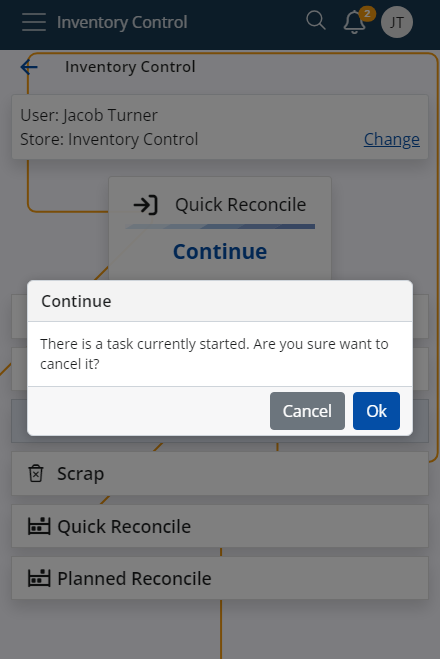 Inventory Control
2
JT
Inventory Control
User: Jacob Turner
Store: Inventory Control
Change
Quick Reconcile
Continue
Continue
There is a task currently started. Are you sure want to
cancel it?
Cancel
Ok
Scrap
Quick Reconcile
Planned Reconcile